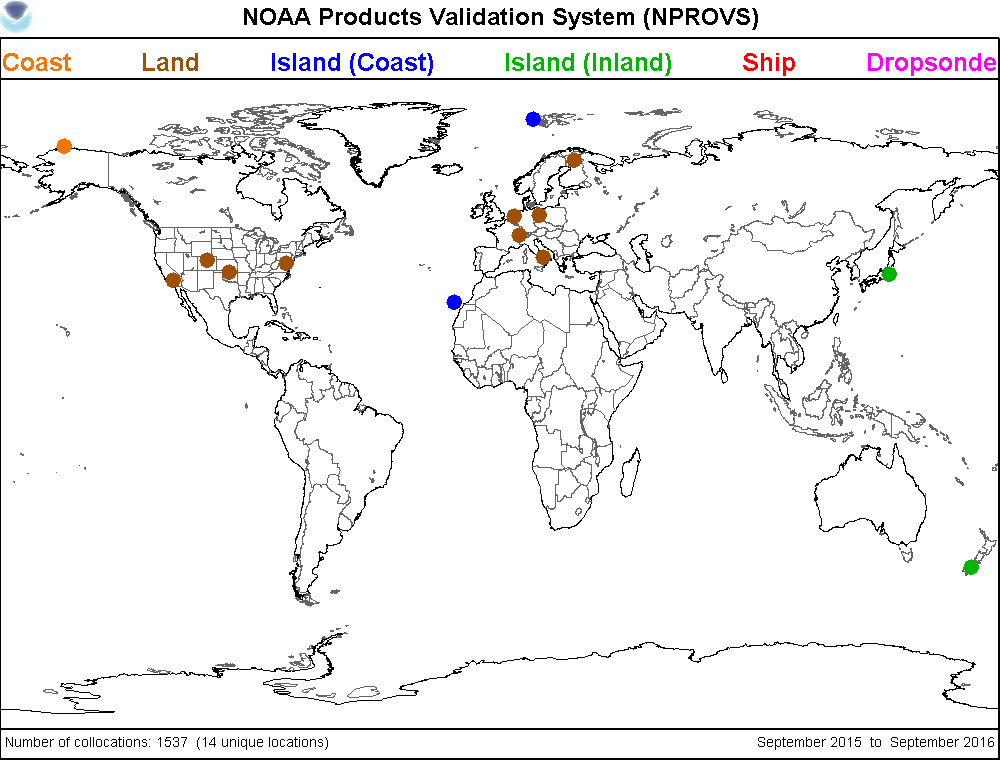 NOAA Products Validation System (NPROVS)
Coast Land Island (Coast) Island (Inland) Ship Dropsonde
Number of collocations: 1537 (14 unique locations) September 2015 to September 2016